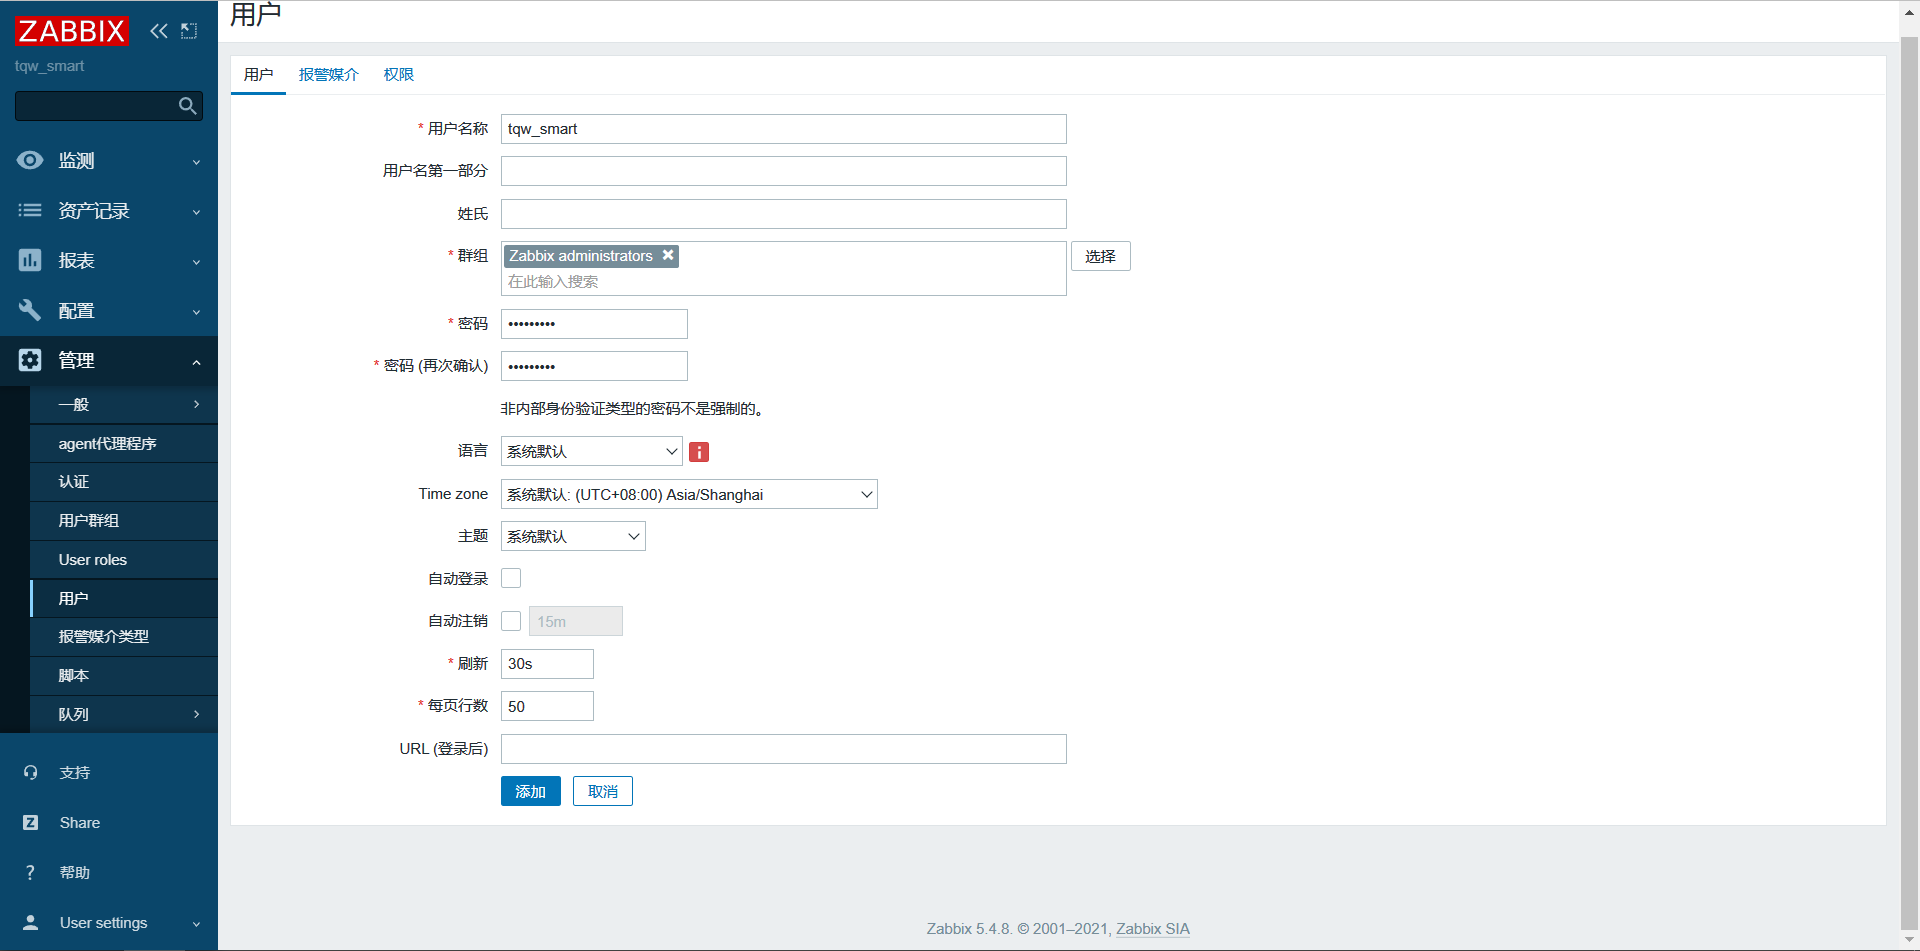 ZABBIX
tqw_smart
监测
资产记录
报表
配置
管理
一般
agent代理程序
认证
用户群组
User roles
用户
报警媒介类型
脚本
队列
支持
Share
帮助
User settings
用户
用户 报警媒介 权限
* 用户名称 tqw_smart
用户名第一部分
姓氏
* 群组 Zabbix administrators
在此输入搜索
选择
* 密码 •••••••••
* 密码 (再次确认) •••••••••
非内部身份验证类型的密码不是强制的。
语言 系统默认
Time zone 系统默认: (UTC+08:00) Asia/Shanghai
主题 系统默认
自动登录
自动注销 15m
* 刷新 30s
* 每页行数 50
URL (登录后)
添加 取消
Zabbix 5.4.8. © 2001–2021, Zabbix SIA